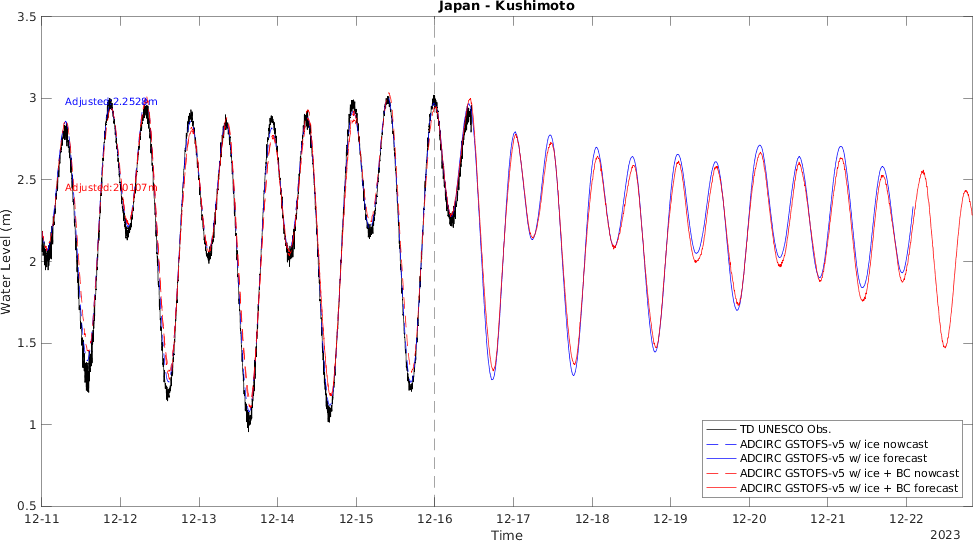 Japan - Kushimoto
3.5
3
2.5
2
1.5
1
0.5
Water Level (m)
Adjusted:2.2528m
Adjusted:2.0107m
TD UNESCO Obs.
ADCIRC GSTOFS-v5 w/ ice nowcast
ADCIRC GSTOFS-v5 w/ ice forecast
ADCIRC GSTOFS-v5 w/ ice + BC nowcast
ADCIRC GSTOFS-v5 w/ ice + BC forecast
12-11 12-12 12-13 12-14 12-15 12-16 12-17 12-18 12-19 12-20 12-21 12-22
Time
2023